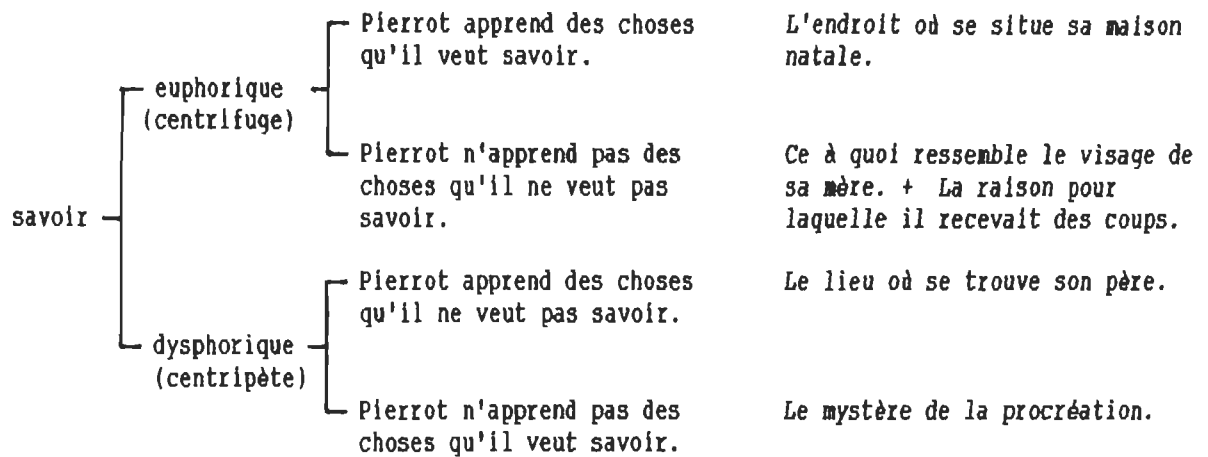 Pierrot apprend des choses
qu'il veut savoir.
L'endroit où se situe sa maison
natale.
euphorique
(centrifuge)
Pierrot n'apprend pas des
choses qu'il ne veut pas
savoir.
Ce à quoi ressemble le visage de
sa mère. + La raison pour
laquelle il recevait des coups.
savoir
Pierrot apprend des choses
qu'il ne veut pas savoir.
Le lieu où se trouve son père.
dysphorique
(centripète)
Pierrot n'apprend pas des
choses qu'il veut savoir.
Le mystère de la procréation.